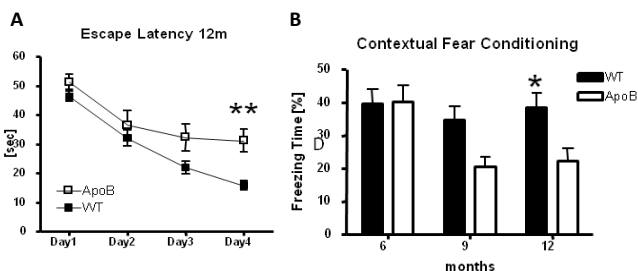 A
Escape Latency 12m
60
50
40
30
20
10
0
[sec]
**
ApoB
WT
Day1 Day2 Day3 Day4
B
Contextual Fear Conditioning
50
40
30
20
10
0
Freezing Time [%]
D
*
WT
ApoB
6 9 12
months